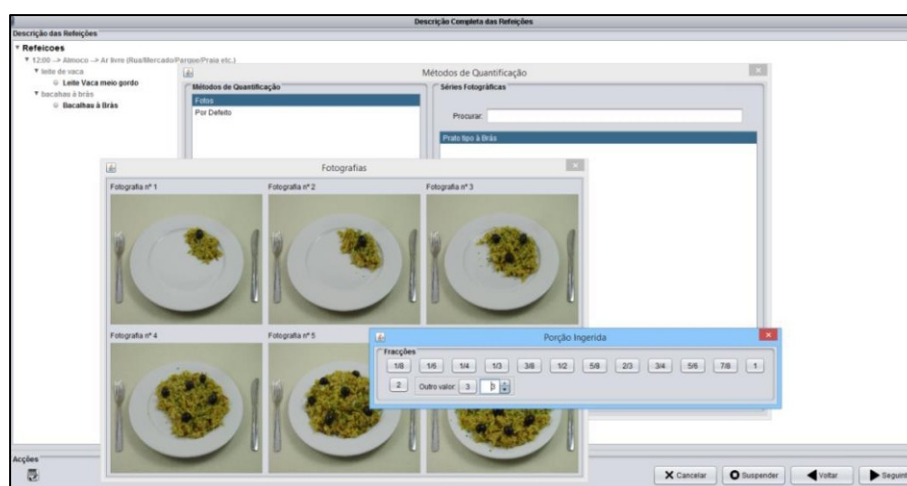 Descrição Completa das Refeições
Descrição das Refeições
Refeicoes
12:00 -> Almoco -> Ar livre (Rua/Mercado/Parque/Praia etc.)
leite de vaca
Leite Vaca meio gordo
bacahas à brás
Bacalhas à Brás
Métodos de Quantificação
Métodos de Quantificação
Fotos
Por Defeito
Séries Fotográficas
Procurar:
Prato tipo à Brás
Fotografias
Fotografia nº 1
Fotografia nº 2
Fotografia nº 3
Fotografia nº 4
Fotografia nº 5
Porção Ingerida
Fracções
1/8 1/6 1/4 1/3 3/8 1/2 5/8 2/3 3/4 5/6 7/8 1
2 Outro valor: 3
Acções
Cancelar Suspender Voltar Seguint